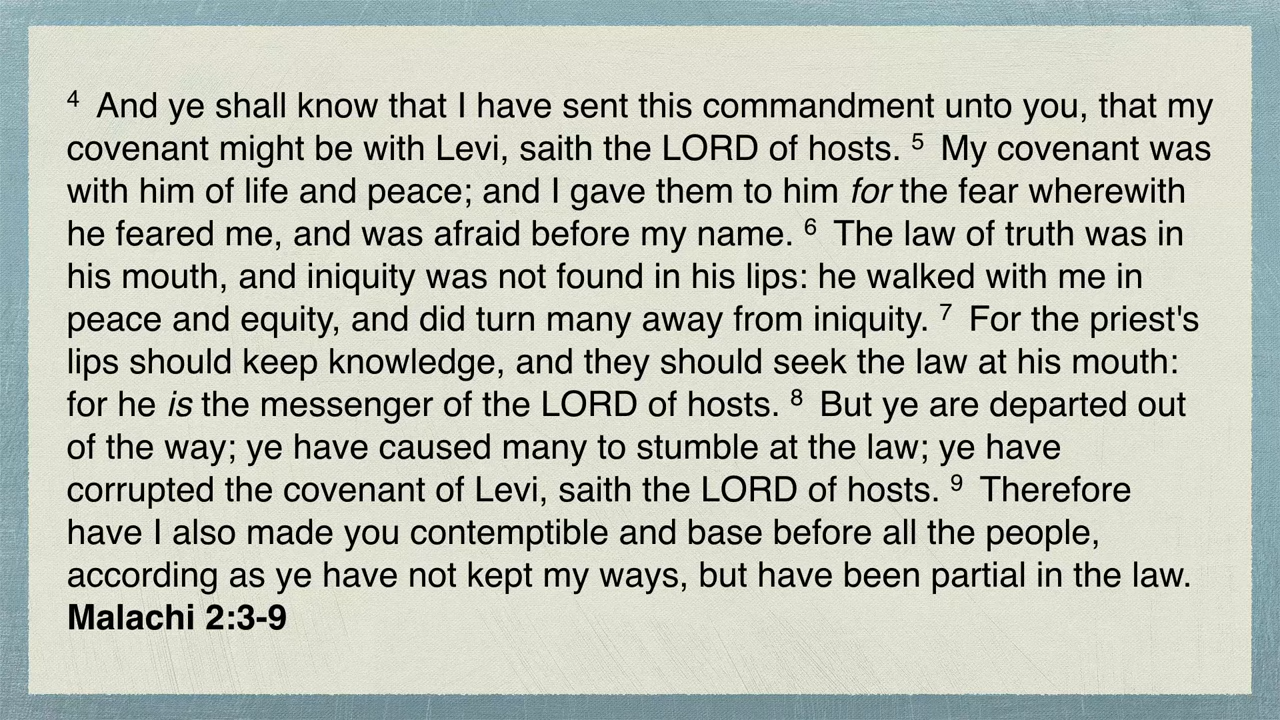 4 And ye shall know that I have sent this commandment unto you, that my
covenant might be with Levi, saith the LORD of hosts. 5 My covenant was
with him of life and peace; and I gave them to him for the fear wherewith
he feared me, and was afraid before my name. 6 The law of truth was in
his mouth, and iniquity was not found in his lips: he walked with me in
peace and equity, and did turn many away from iniquity. 7 For the priest's
lips should keep knowledge, and they should seek the law at his mouth:
for he is the messenger of the LORD of hosts. 8 But ye are departed out
of the way; ye have caused many to stumble at the law; ye have
corrupted the covenant of Levi, saith the LORD of hosts. 9 Therefore
have I also made you contemptible and base before all the people,
according as ye have not kept my ways, but have been partial in the law.
Malachi 2:3-9